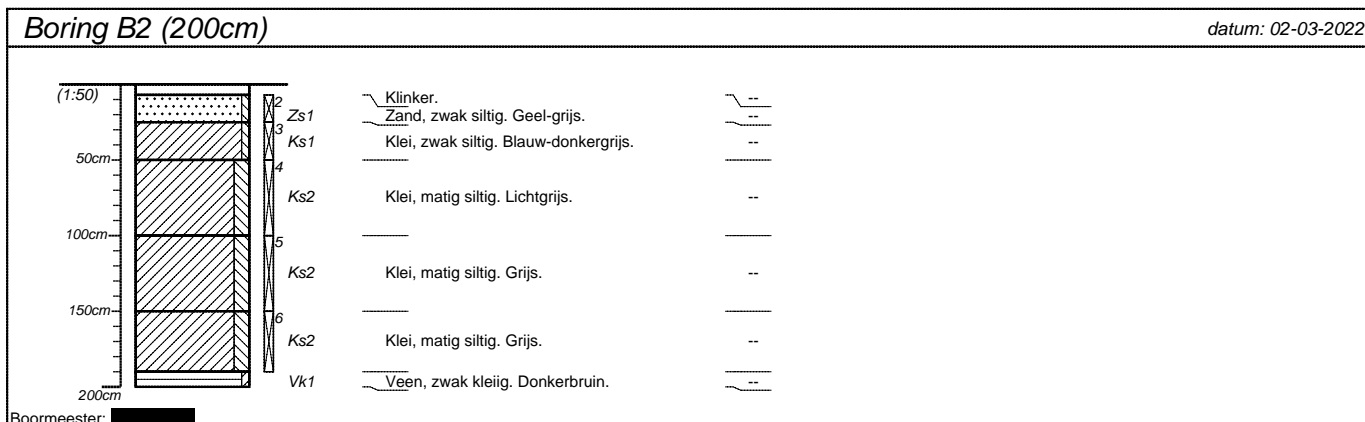 Boring B2 (200cm) datum: 02-03-2022
(1:50) Klinker. --
2 Zs1 Zand, zwak siltig. Geel-grijs. --
3 Ks1 Klei, zwak siltig. Blauw-donkergrijs. --
50cm
4
Ks2 Klei, matig siltig. Lichtgrijs. --
100cm
5
Ks2 Klei, matig siltig. Grijs. --
150cm
6
Ks2 Klei, matig siltig. Grijs. --
Vk1 Veen, zwak kleiig. Donkerbruin. --
200cm
Boormeester: